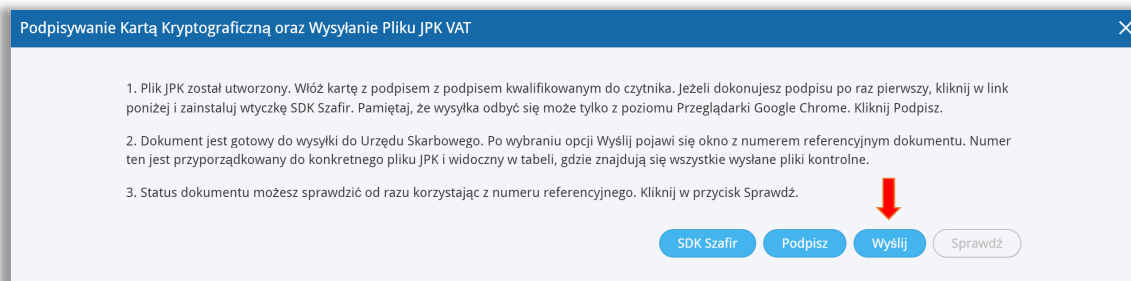 Podpisywanie Kartą Kryptograficzną oraz Wysyłanie Pliku JPK VAT
1. Plik JPK został utworzony. Włóż kartę z podpisem z podpisem kwalifikowanym do czytnika. Jeżeli dokonujesz podpisu po raz pierwszy, kliknij w link
poniżej i zainstaluj wtyczkę SDK Szafir. Pamiętaj, że wysyłka odbyć się może tylko z poziomu Przeglądarki Google Chrome. Kliknij Podpisz.
2. Dokument jest gotowy do wysyłki do Urzędu Skarbowego. Po wybraniu opcji Wyślij pojawi się okno z numerem referencyjnym dokumentu. Numer
ten jest przyporządkowany do konkretnego pliku JPK i widoczny w tabeli, gdzie znajdują się wszystkie wysłane pliki kontrolne.
3. Status dokumentu możesz sprawdzić od razu korzystając z numeru referencyjnego. Kliknij w przycisk Sprawdź.
SDK Szafir Podpisz Wyślij Sprawdź